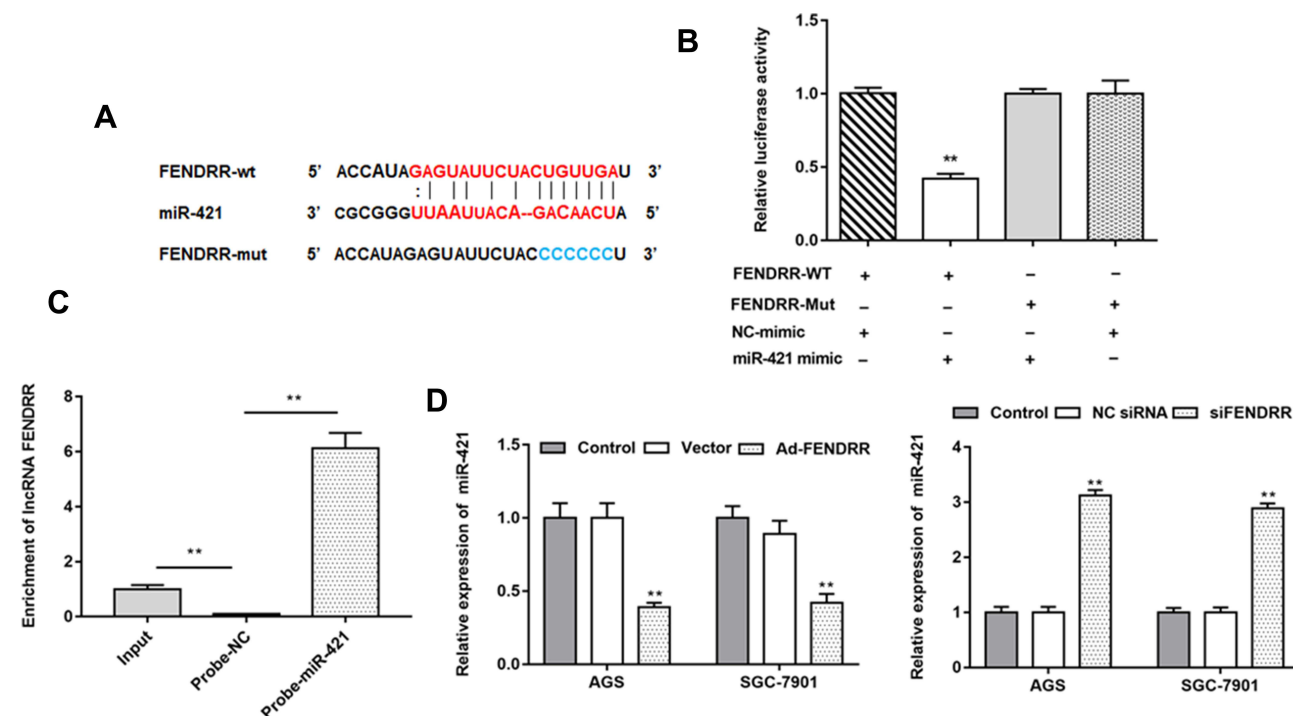 A
FENDRR-wt 5' ACCAUAGAGUAUUCUACUGUUGAU 3'
: | | | | | | | | | | | |
miR-421 3' CGCGGGUUAAUUACA--GACAACUA 5'
FENDRR-mut 5' ACCAUAGAGUAUUCUACCCCCCCU 3'
B
Relative luciferase activity
1.5
1.0
0.5
0.0
**
FENDRR-WT + + – –
FENDRR-Mut – – + +
NC-mimic + – – +
miR-421 mimic – + + –
C
Enrichment of lncRNA FENDRR
8
6
4
2
0
**
**
Input
Probe-NC
Probe-miR-421
D
Relative expression of miR-421
Control Vector Ad-FENDRR
1.5
1.0
0.5
0.0
**
**
AGS SGC-7901
Relative expression of miR-421
Control NC siRNA siFENDRR
4
3
2
1
0
**
**
AGS SGC-7901